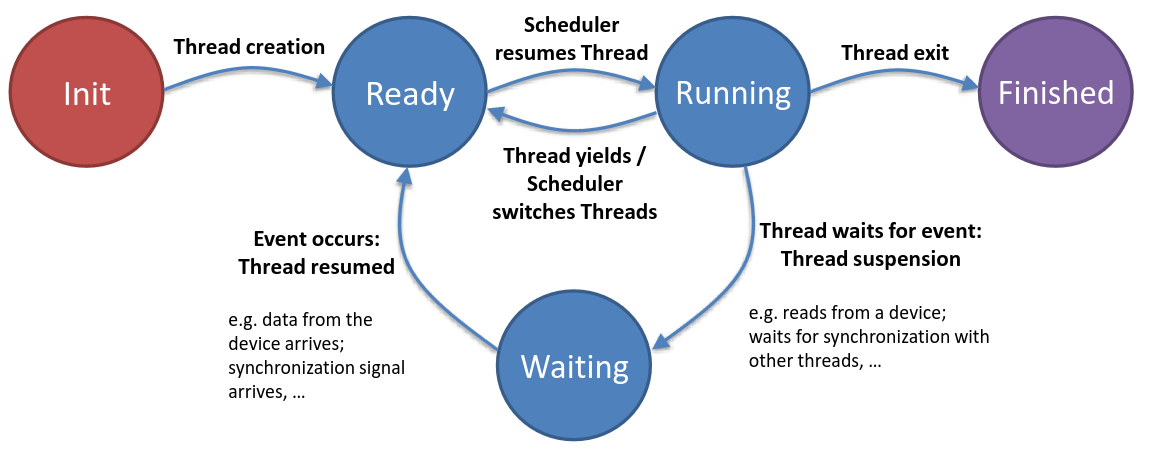 Init
Thread creation
Ready
Scheduler
resumes Thread
Running
Thread exit
Finished
Thread yields /
Scheduler
switches Threads
Event occurs:
Thread resumed
e.g. data from the
device arrives;
synchronization signal
arrives, ...
Thread waits for event:
Thread suspension
e.g. reads from a device;
waits for synchronization with
other threads, ...
Waiting